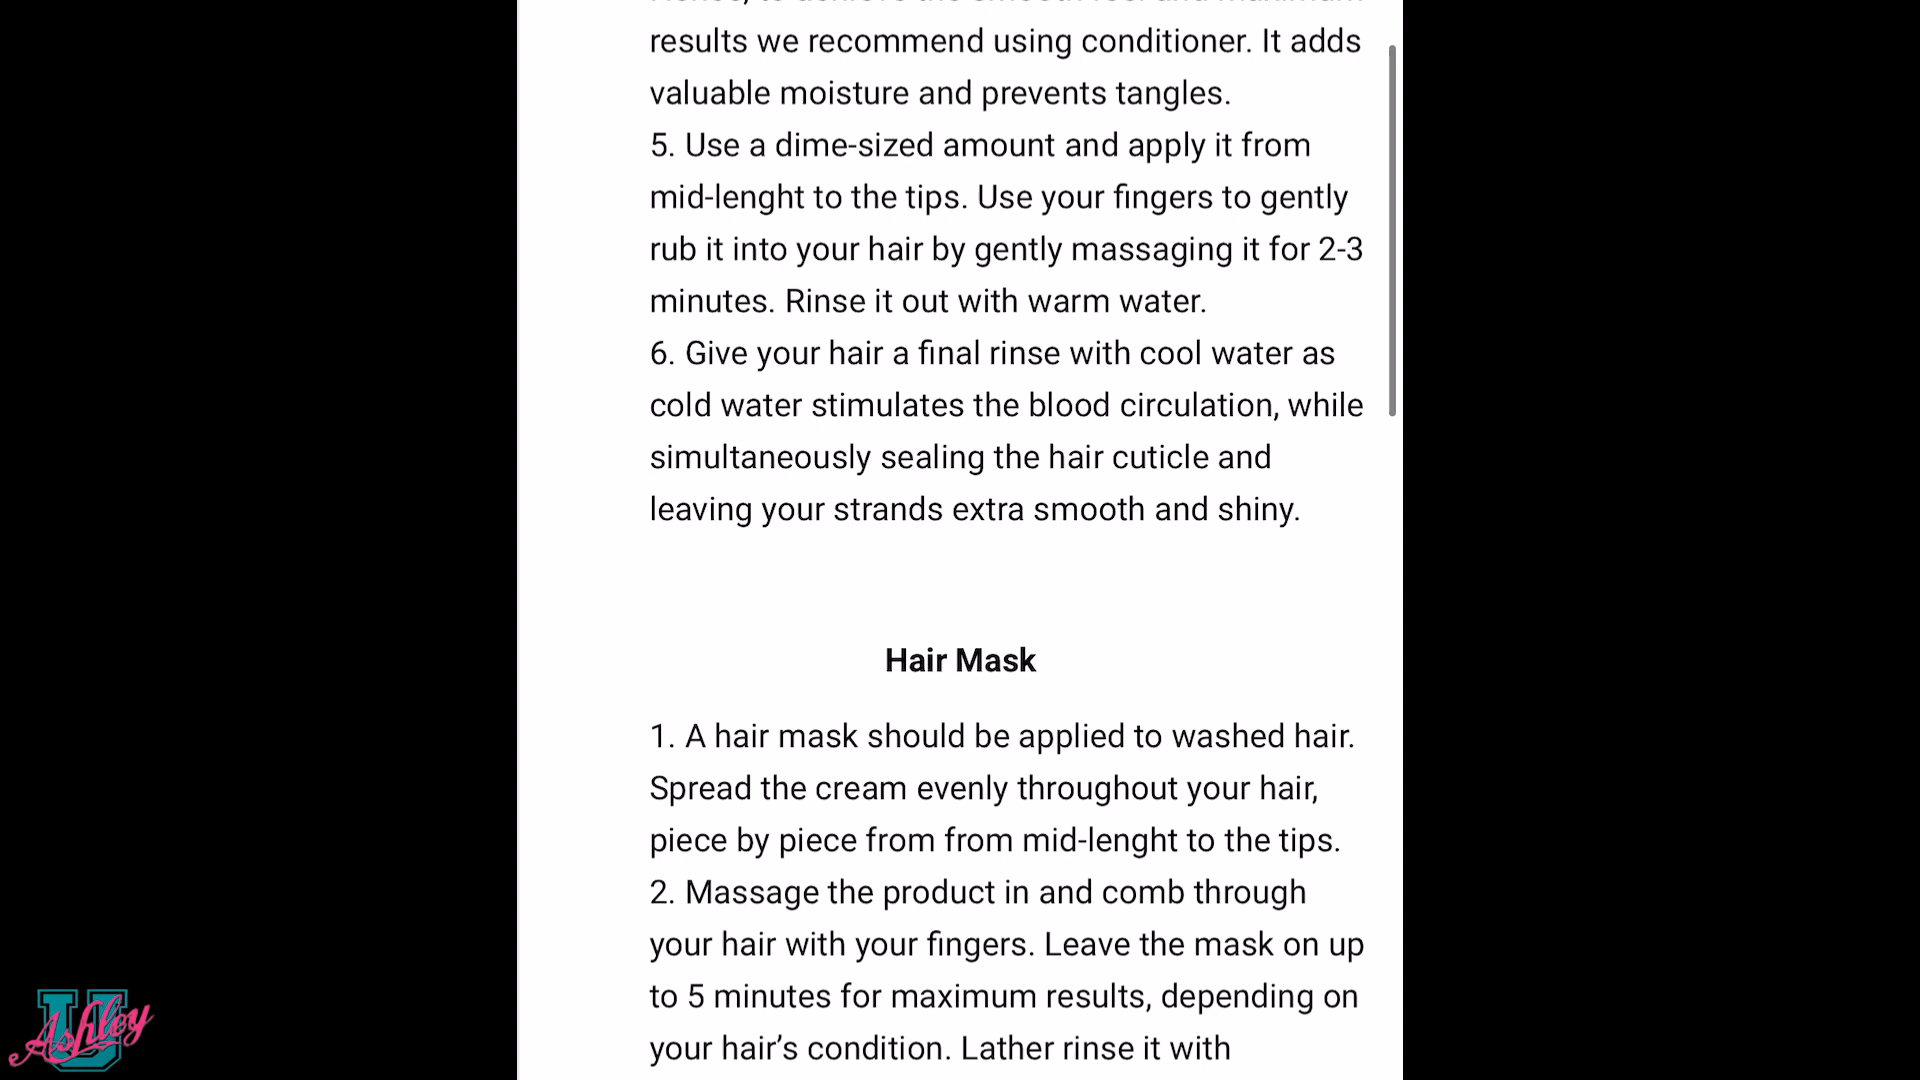 results we recommend using conditioner. It adds
valuable moisture and prevents tangles.
5. Use a dime-sized amount and apply it from
mid-lenght to the tips. Use your fingers to gently
rub it into your hair by gently massaging it for 2-3
minutes. Rinse it out with warm water.
6. Give your hair a final rinse with cool water as
cold water stimulates the blood circulation, while
simultaneously sealing the hair cuticle and
leaving your strands extra smooth and shiny.
Hair Mask
1. A hair mask should be applied to washed hair.
Spread the cream evenly throughout your hair,
piece by piece from from mid-lenght to the tips.
2. Massage the product in and comb through
your hair with your fingers. Leave the mask on up
to 5 minutes for maximum results, depending on
your hair’s condition. Lather rinse it with
U
Ashley